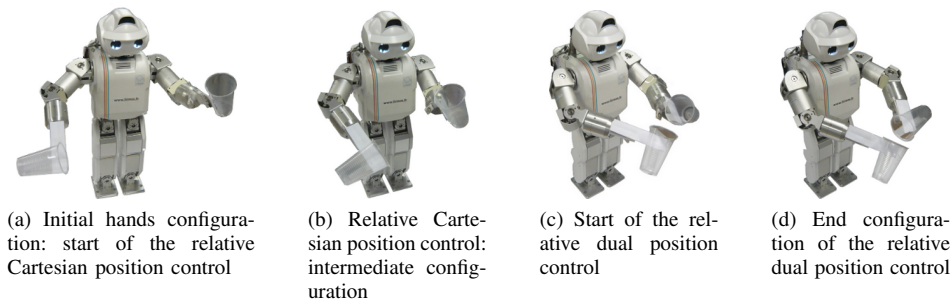 (a) Initial hands configura-
tion: start of the relative
Cartesian position control
(b) Relative Carte-
sian position control:
intermediate config-
uration
(c) Start of the rel-
ative dual position
control
(d) End configura-
tion of the relative
dual position control